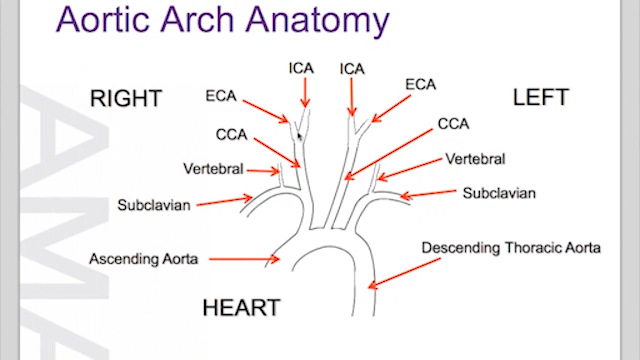 Aortic Arch Anatomy
ICA ICA
ECA ECA
RIGHT LEFT
CCA CCA
Vertebral Vertebral
Subclavian Subclavian
Ascending Aorta Descending Thoracic Aorta
HEART
AMA